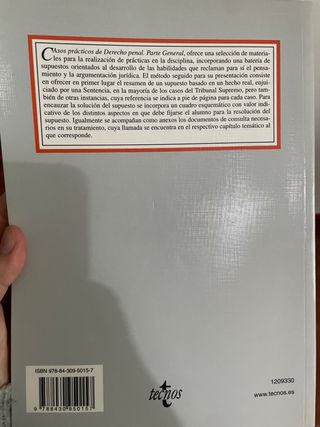 Casos prácticos de Derecho penal. Parte General, ofrece una selección de materia-
les para la realización de prácticas en la disciplina, incorporando una batería de
supuestos orientados al desarrollo de las habilidades que reclaman para sí el pensa-
miento y la argumentación jurídica. El método seguido para su presentación consiste
en ofrecer en primer lugar el resumen de un supuesto basado en un hecho real, enjui-
ciado por una Sentencia, en la mayoría de los casos del Tribunal Supremo, pero tam-
bién de otras instancias, cuya referencia se indica a pie de página para cada caso. Para
encauzar la solución del supuesto se incorpora un cuadro esquemático con valor indi-
cativo de los distintos aspectos en que debe fijarse el alumno para la resolución del
supuesto. Igualmente se acompañan como anexos los documentos de consulta necesa-
rios en su tratamiento, cuya llamada se encuentra en el respectivo capítulo temático al
que corresponde.
ISBN 978-84-309-5015-7
9 788430 950157
tecnos
1209330
www.tecnos.es